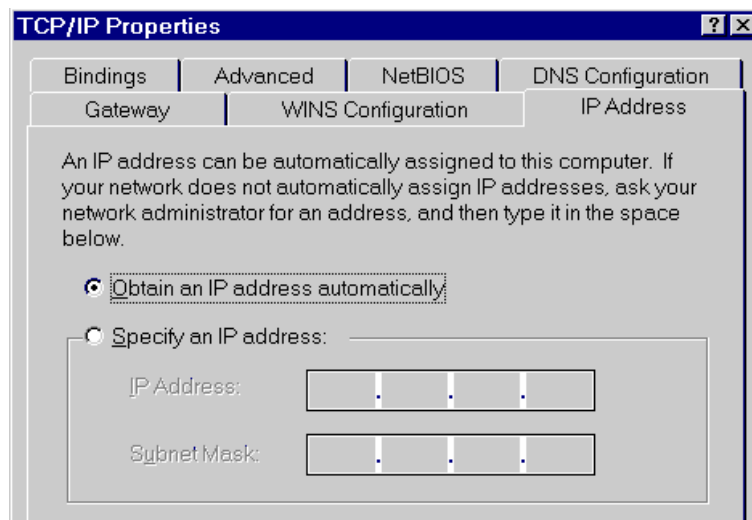 TCP/IP Properties
Bindings Advanced NetBIOS DNS Configuration
Gateway WINS Configuration IP Address
An IP address can be automatically assigned to this computer. If
your network does not automatically assign IP addresses, ask your
network administrator for an address, and then type it in the space
below.
Obtain an IP address automatically
Specify an IP address:
IP Address:
Subnet Mask: